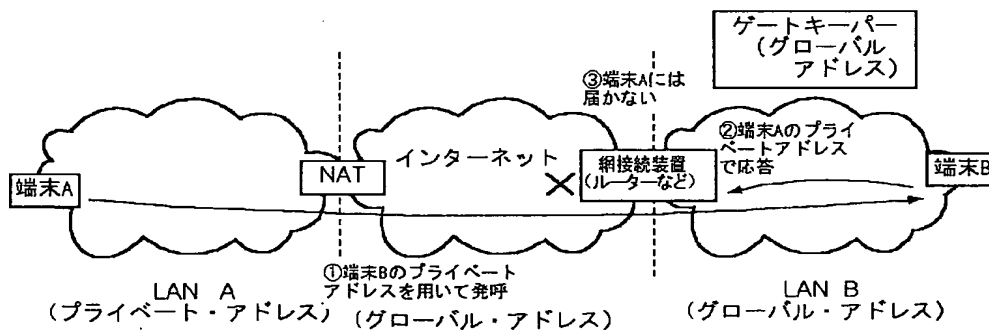 ゲートキーパー
(グローバル
アドレス)
③端末Aには
届かない
②端末Aのプライ
ベートアドレス
で応答
インターネット
NAT
網接続装置
(ルーターなど)
端末A
端末B
①端末Bのプライベート
アドレスを用いて発呼
LAN A
(プライベート・アドレス)
(グローバル・アドレス)
LAN B
(グローバル・アドレス)